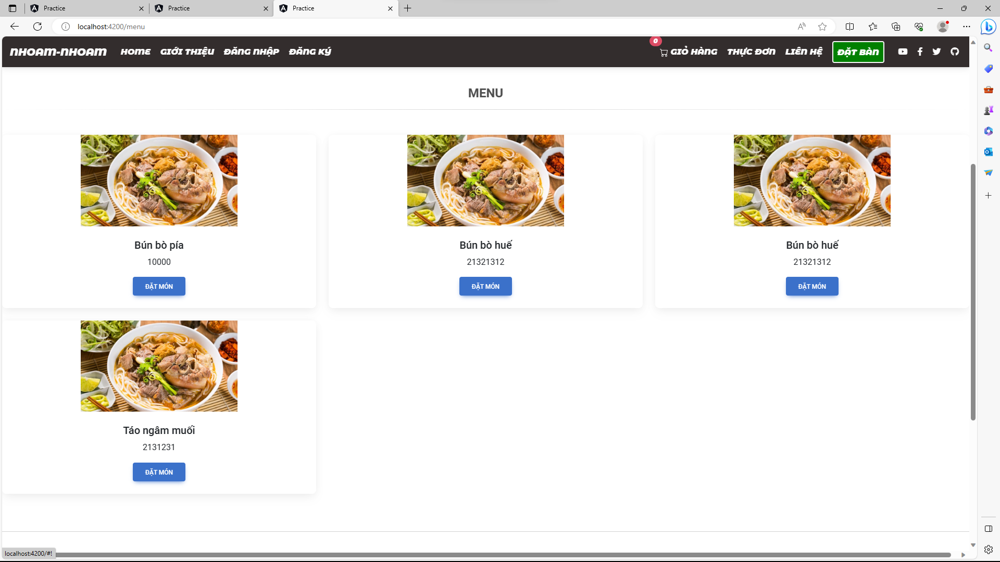 Practice
Practice
Practice
localhost:4200/menu
NHOAM-NHOAM HOME GIỚI THIỆU ĐĂNG NHẬP ĐĂNG KÝ 0 GIỎ HÀNG THỰC ĐƠN LIÊN HỆ ĐẶT BÀN
MENU
Bún bò pía
10000
ĐẶT MÓN
Bún bò huế
21321312
ĐẶT MÓN
Bún bò huế
21321312
ĐẶT MÓN
Táo ngâm muối
2131231
ĐẶT MÓN
localhost:4200/#!